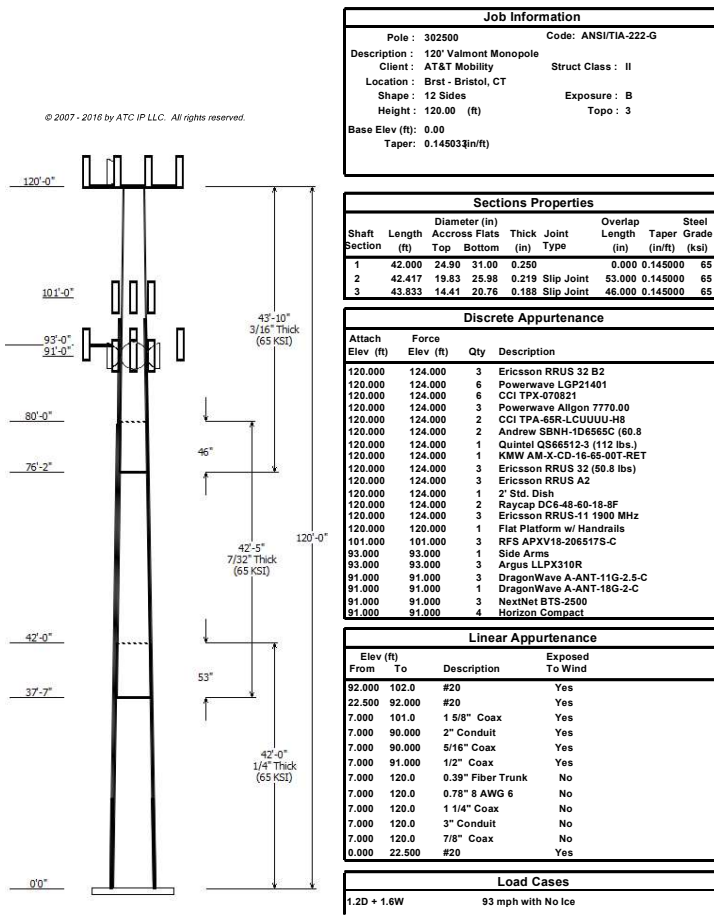 © 2007 - 2016 by ATC IP LLC. All rights reserved.
120'-0"
101'-0"
93'-0"
91'-0"
80'-0"
76'-2"
42'-0"
37'-7"
0'0"
43'-10"
3/16" Thick
(65 KSI)
46"
42'-5"
7/32" Thick
(65 KSI)
120'-0"
53"
42'-0"
1/4" Thick
(65 KSI)
Job Information
Pole : 302500 Code: ANSI/TIA-222-G
Description : 120' Valmont Monopole
Client : AT&T Mobility Struct Class : II
Location : Brst - Bristol, CT
Shape : 12 Sides Exposure : B
Height : 120.00 (ft) Topo : 3
Base Elev (ft): 0.00
Taper: 0.145033(in/ft)
Sections Properties
Diameter (in) Overlap Steel
Shaft Length Accross Flats Thick Joint Length Taper Grade
Section (ft) Top Bottom (in) Type (in) (in/ft) (ksi)
1 42.000 24.90 31.00 0.250 0.000 0.145000 65
2 42.417 19.83 25.98 0.219 Slip Joint 53.000 0.145000 65
3 43.833 14.41 20.76 0.188 Slip Joint 46.000 0.145000 65
Discrete Appurtenance
Attach Force
Elev (ft) Elev (ft) Qty Description
120.000 124.000 3 Ericsson RRUS 32 B2
120.000 124.000 6 Powerwave LGP21401
120.000 124.000 6 CCI TPX-070821
120.000 124.000 3 Powerwave Allgon 7770.00
120.000 124.000 2 CCI TPA-65R-LCUUUU-H8
120.000 124.000 2 Andrew SBNH-1D6565C (60.8
120.000 124.000 1 Quintel QS66512-3 (112 lbs.)
120.000 124.000 1 KMW AM-X-CD-16-65-00T-RET
120.000 124.000 3 Ericsson RRUS 32 (50.8 lbs)
120.000 124.000 3 Ericsson RRUS A2
120.000 124.000 1 2' Std. Dish
120.000 124.000 2 Raycap DC6-48-60-18-8F
120.000 124.000 3 Ericsson RRUS-11 1900 MHz
120.000 120.000 1 Flat Platform w/ Handrails
101.000 101.000 3 RFS APXV18-206517S-C
93.000 93.000 1 Side Arms
93.000 93.000 3 Argus LLPX310R
91.000 91.000 3 DragonWave A-ANT-11G-2.5-C
91.000 91.000 1 DragonWave A-ANT-18G-2-C
91.000 91.000 3 NextNet BTS-2500
91.000 91.000 4 Horizon Compact
Linear Appurtenance
Elev (ft) Exposed
From To Description To Wind
92.000 102.0 #20 Yes
22.500 92.000 #20 Yes
7.000 101.0 1 5/8" Coax Yes
7.000 90.000 2" Conduit Yes
7.000 90.000 5/16" Coax Yes
7.000 91.000 1/2" Coax Yes
7.000 120.0 0.39" Fiber Trunk No
7.000 120.0 0.78" 8 AWG 6 No
7.000 120.0 1 1/4" Coax No
7.000 120.0 3" Conduit No
7.000 120.0 7/8" Coax No
0.000 22.500 #20 Yes
Load Cases
1.2D + 1.6W 93 mph with No Ice